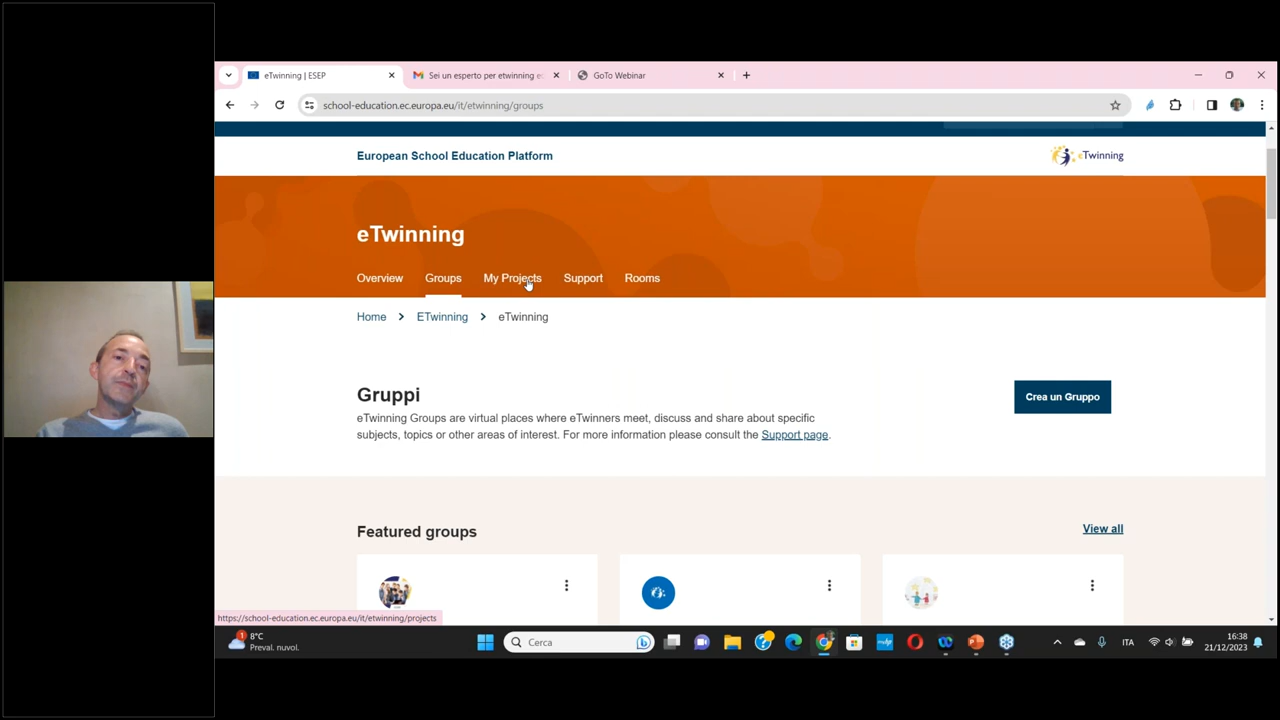 eTwinning | ESEP
Sei un esperto per etwinning e
GoTo Webinar
school-education.ec.europa.eu/it/etwinning/groups
European School Education Platform
eTwinning
eTwinning
Overview Groups My Projects Support Rooms
Home > ETwinning > eTwinning
Gruppi
Crea un Gruppo
eTwinning Groups are virtual places where eTwinners meet, discuss and share about specific
subjects, topics or other areas of interest. For more information please consult the Support page.
Featured groups
View all
https://school-education.ec.europa.eu/it/etwinning/projects
1
8°C
Preval. nuvol.
Cerca
ITA
16:38
21/12/2023